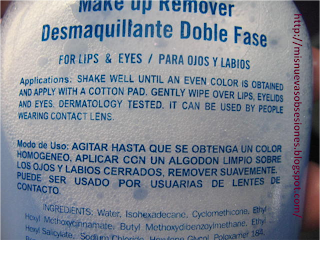 Make up Remover
Desmaquillante Doble Fase
FOR LIPS & EYES / PARA OJOS Y LABIOS
Applications: SHAKE WELL UNTIL AN EVEN COLOR IS OBTAINED
AND APPLY WITH A COTTON PAD. GENTLY WIPE OVER LIPS, EYELIDS
AND EYES. DERMATOLOGY TESTED. IT CAN BE USED BY PEOPLE
WEARING CONTACT LENS.
Modo de Uso: AGITAR HASTA QUE SE OBTENGA UN COLOR
HOMOGENEO, APLICAR CON UN ALGODON LIMPIO SOBRE
LOS OJOS Y LABIOS CERRADOS, REMOVER SUAVEMENTE.
PUEDE SER USADO POR USUARIAS DE LENTES DE
CONTACTO.
INGREDIENTS: Water, Isohexadecane, Cyclomethicone, Ethyl
Hexyl Methoxycinnamate, Butyl Methoxydibenzoylmethane, Ethyl
Hexyl Salicylate, Sodium Chloride, Hexylene Glycol, Poloxamer 184,
http://misnuevasobsesiones.blogspot.com/